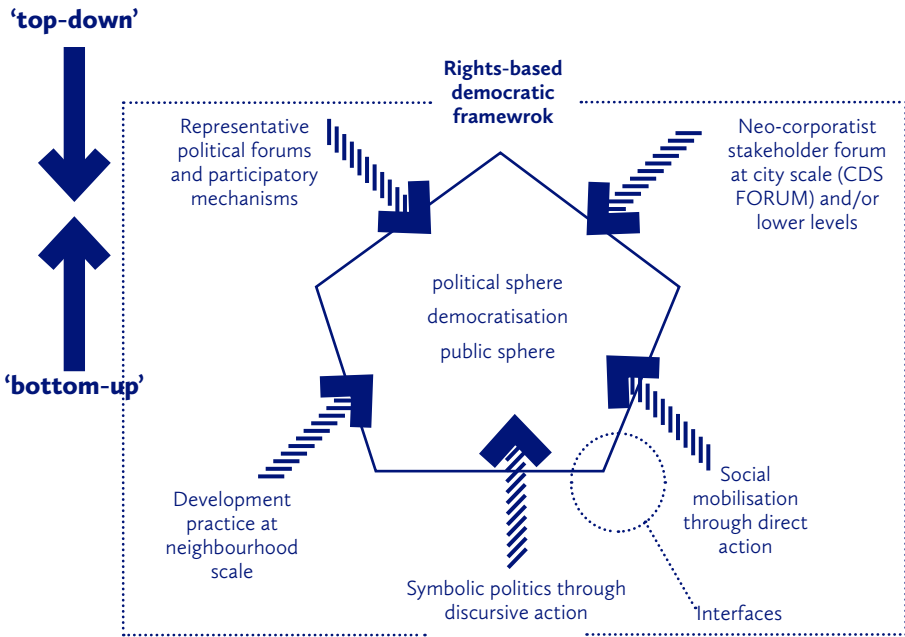 ‘top-down’
Rights-based
democratic
framewrok
Representative
political forums
and participatory
mechanisms
Neo-corporatist
stakeholder forum
at city scale (CDS
FORUM) and/or
lower levels
political sphere
democratisation
public sphere
‘bottom-up’
Development
practice at
neighbourhood
scale
Symbolic politics through
discursive action
Social
mobilisation
through direct
action
Interfaces